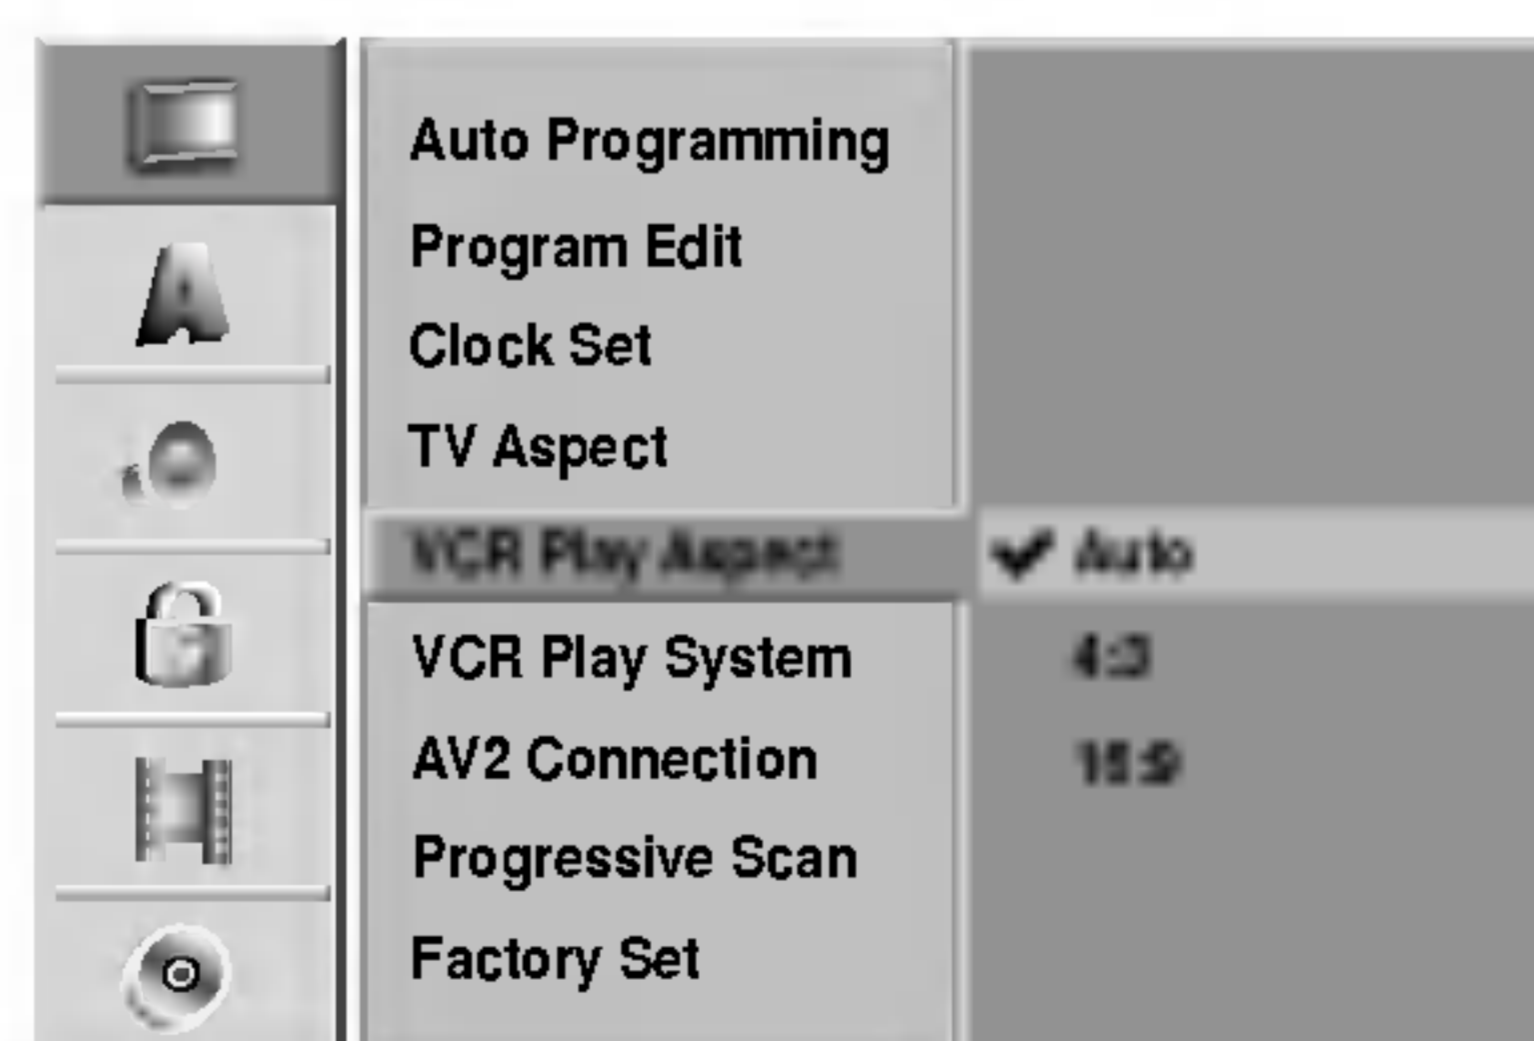 Auto Programming
Program Edit
Clock Set
TV Aspect
VCR Play Aspect
Auto
VCR Play System
4:3
AV2 Connection
16:9
Progressive Scan
Factory Set